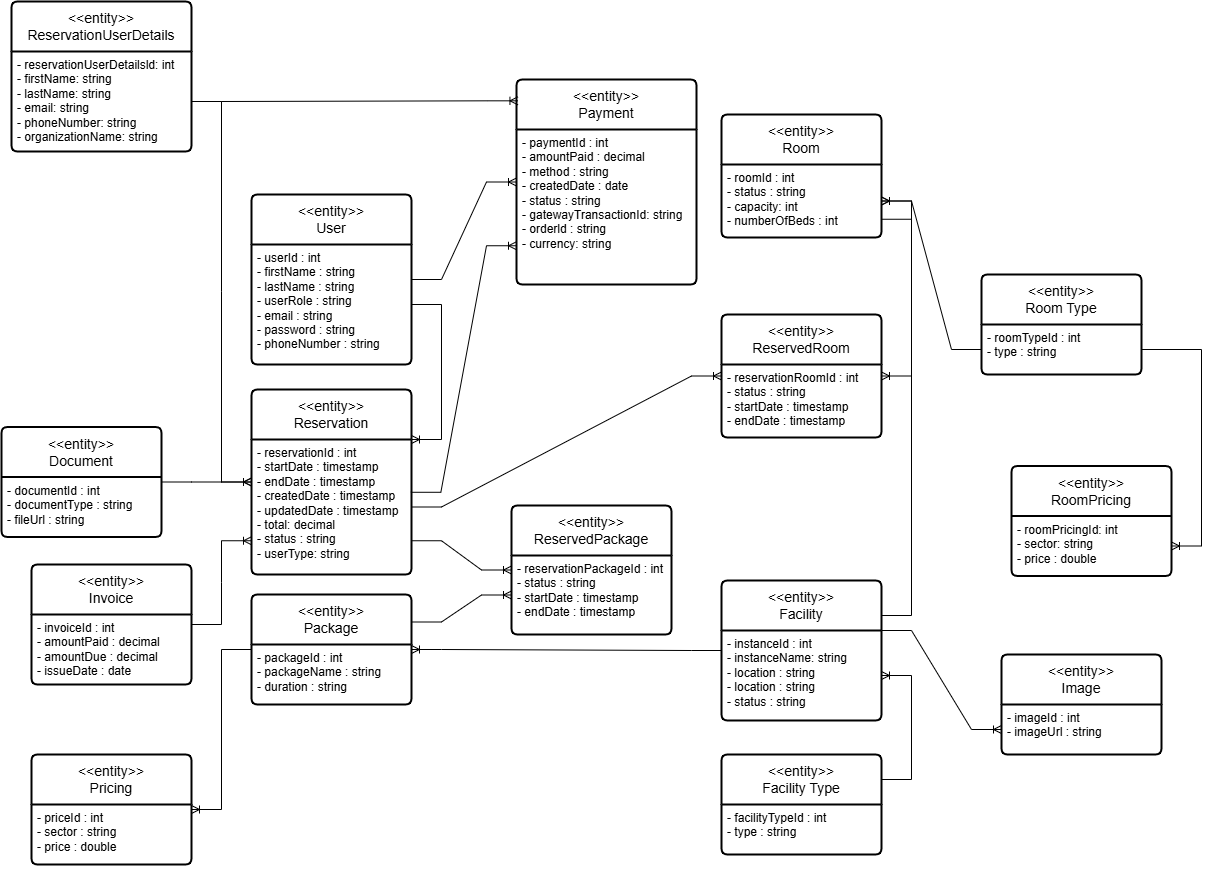 <<entity>>
ReservationUserDetails
- reservationUserDetailsId: int
- firstName: string
- lastName: string
- email: string
- phoneNumber: string
- organizationName: string
<<entity>>
Payment
- paymentId : int
- amountPaid : decimal
- method : string
- createdDate : date
- status : string
- gatewayTransactionId: string
- orderId : string
- currency: string
<<entity>>
Room
- roomId : int
- status : string
- capacity: int
- numberOfBeds : int
<<entity>>
User
- userId : int
- firstName : string
- lastName : string
- userRole : string
- email : string
- password : string
- phoneNumber : string
<<entity>>
Room Type
- roomTypeId : int
- type : string
<<entity>>
ReservedRoom
- reservationRoomId : int
- status : string
- startDate : timestamp
- endDate : timestamp
<<entity>>
Reservation
- reservationId : int
- startDate : timestamp
- endDate : timestamp
- createdDate : timestamp
- updatedDate : timestamp
- total: decimal
- status : string
- userType: string
<<entity>>
Document
- documentId : int
- documentType : string
- fileUrl : string
<<entity>>
RoomPricing
- roomPricingId: int
- sector: string
- price : double
<<entity>>
ReservedPackage
- reservationPackageId : int
- status : string
- startDate : timestamp
- endDate : timestamp
<<entity>>
Invoice
- invoiceId : int
- amountPaid : decimal
- amountDue : decimal
- issueDate : date
<<entity>>
Package
- packageId : int
- packageName : string
- duration : string
<<entity>>
Facility
- instanceId : int
- instanceName: string
- location : string
- location : string
- status : string
<<entity>>
Image
- imageId : int
- imageUrl : string
<<entity>>
Pricing
- priceId : int
- sector : string
- price : double
<<entity>>
Facility Type
- facilityTypeId : int
- type : string